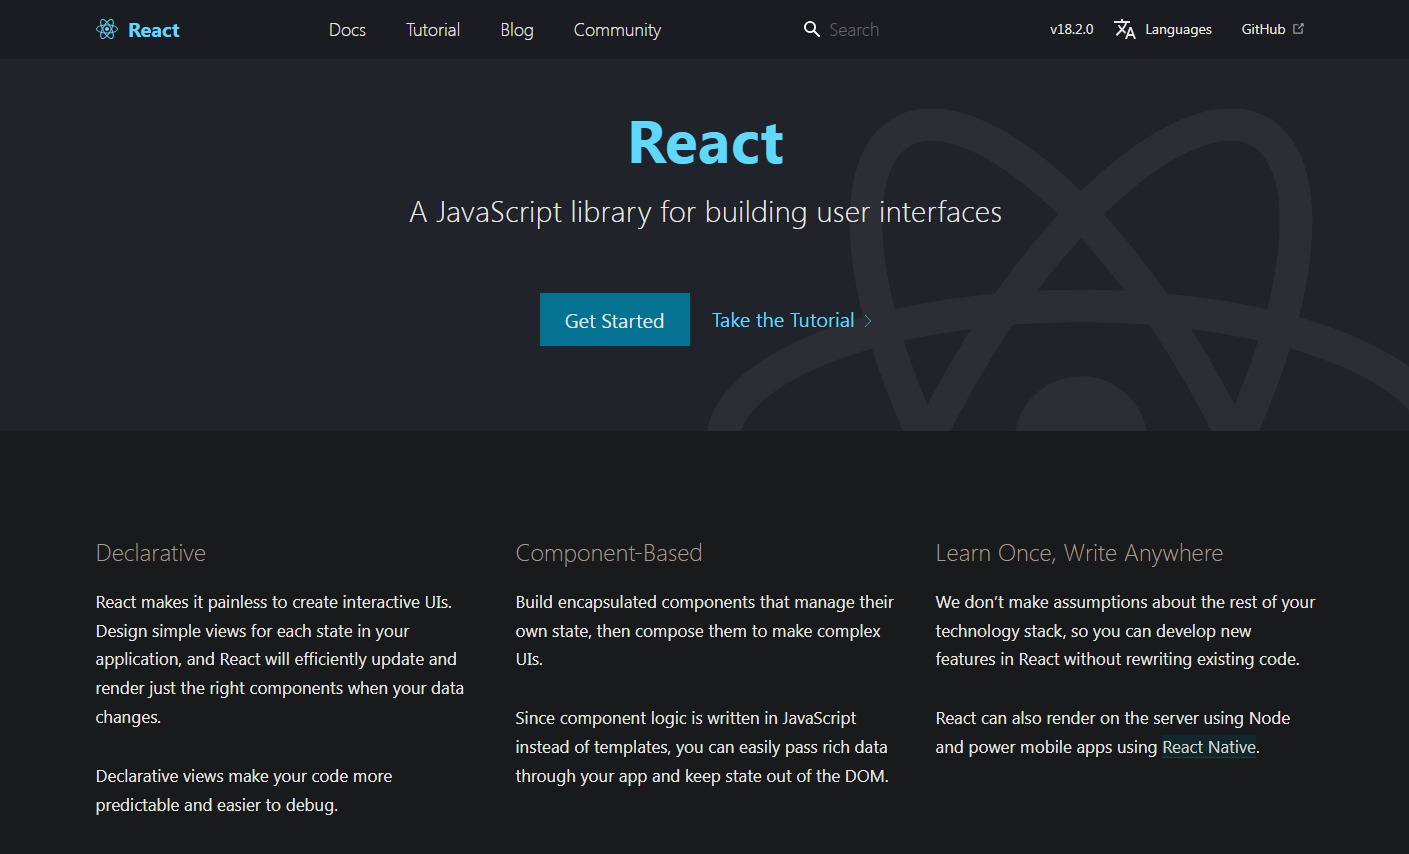 React
Docs
Tutorial
Blog
Community
Search
v18.2.0
Languages
GitHub
React
A JavaScript library for building user interfaces
Get Started
Take the Tutorial
Declarative
React makes it painless to create interactive UIs.
Design simple views for each state in your
application, and React will efficiently update and
render just the right components when your data
changes.
Declarative views make your code more
predictable and easier to debug.
Component-Based
Build encapsulated components that manage their
own state, then compose them to make complex
UIs.
Since component logic is written in JavaScript
instead of templates, you can easily pass rich data
through your app and keep state out of the DOM.
Learn Once, Write Anywhere
We don’t make assumptions about the rest of your
technology stack, so you can develop new
features in React without rewriting existing code.
React can also render on the server using Node
and power mobile apps using React Native.